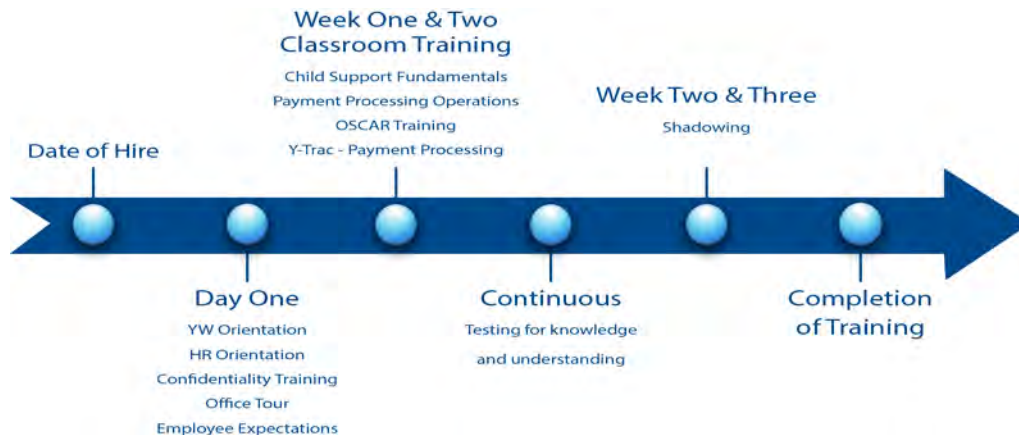 Date of Hire
Day One
YW Orientation
HR Orientation
Confidentiality Training
Office Tour
Employee Expectations
Week One & Two
Classroom Training
Child Support Fundamentals
Payment Processing Operations
OSCAR Training
Y-Trac - Payment Processing
Continuous
Testing for knowledge
and understanding
Week Two & Three
Shadowing
Completion
of Training